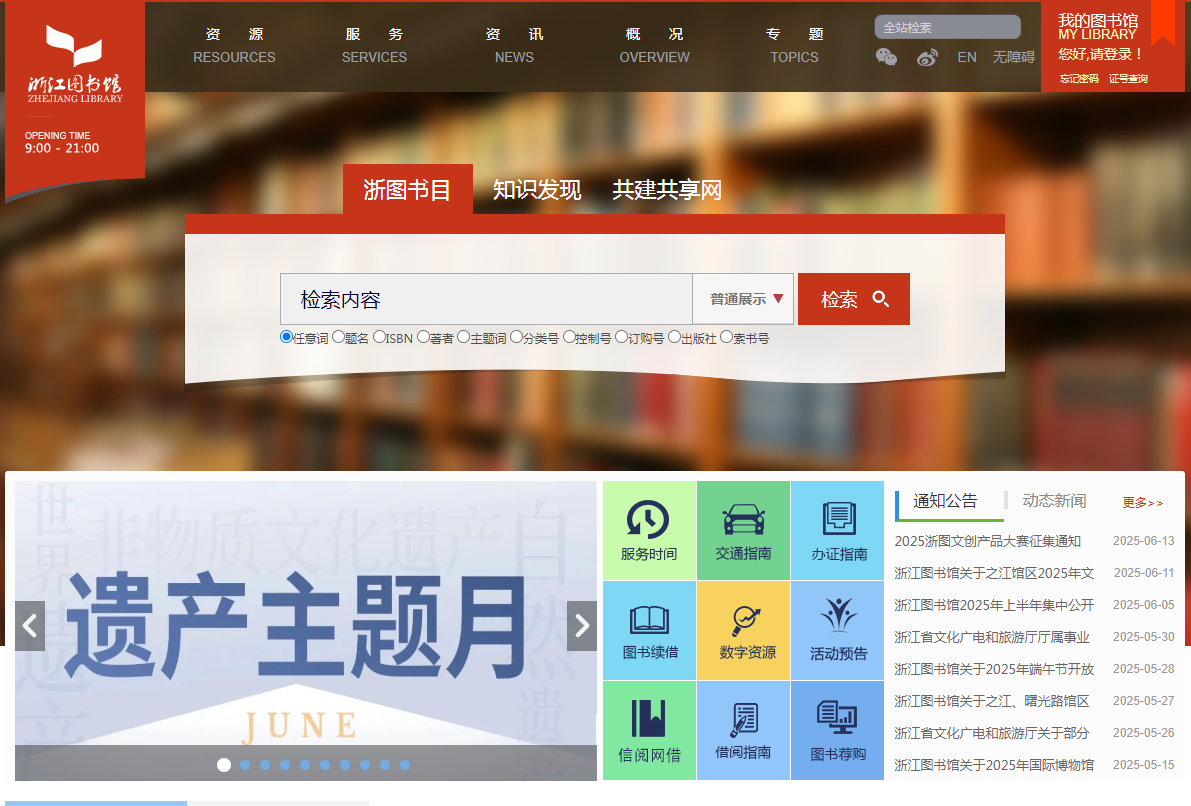 浙江图书馆
ZHEJIANG LIBRARY
OPENING TIME
9:00 - 21:00
资 源
RESOURCES
服 务
SERVICES
资 讯
NEWS
概 况
OVERVIEW
专 题
TOPICS
全站检索
EN 无障碍
我的图书馆
MY LIBRARY
您好,请登录！
忘记密码 证号查询
浙图书目 知识发现 共建共享网
检索内容 普通展示 检索
任意词 题名 ISBN 著者 主题词 分类号 控制号 订购号 出版社 索书号
世界遗产
非物质文化遗产
自然遗产
遗产主题月
JUNE
服务时间 交通指南 办证指南
图书续借 数字资源 活动预告
信阅网借 借阅指南 图书荐购
通知公告 动态新闻 更多>>
2025浙图文创产品大赛征集通知 2025-06-13
浙江图书馆关于之江馆区2025年文 2025-06-11
浙江图书馆2025年上半年集中公开 2025-06-05
浙江省文化广电和旅游厅厅属事业 2025-05-30
浙江图书馆关于2025年端午节开放 2025-05-28
浙江图书馆关于之江、曙光路馆区 2025-05-27
浙江省文化广电和旅游厅关于部分 2025-05-26
浙江图书馆关于2025年国际博物馆 2025-05-15